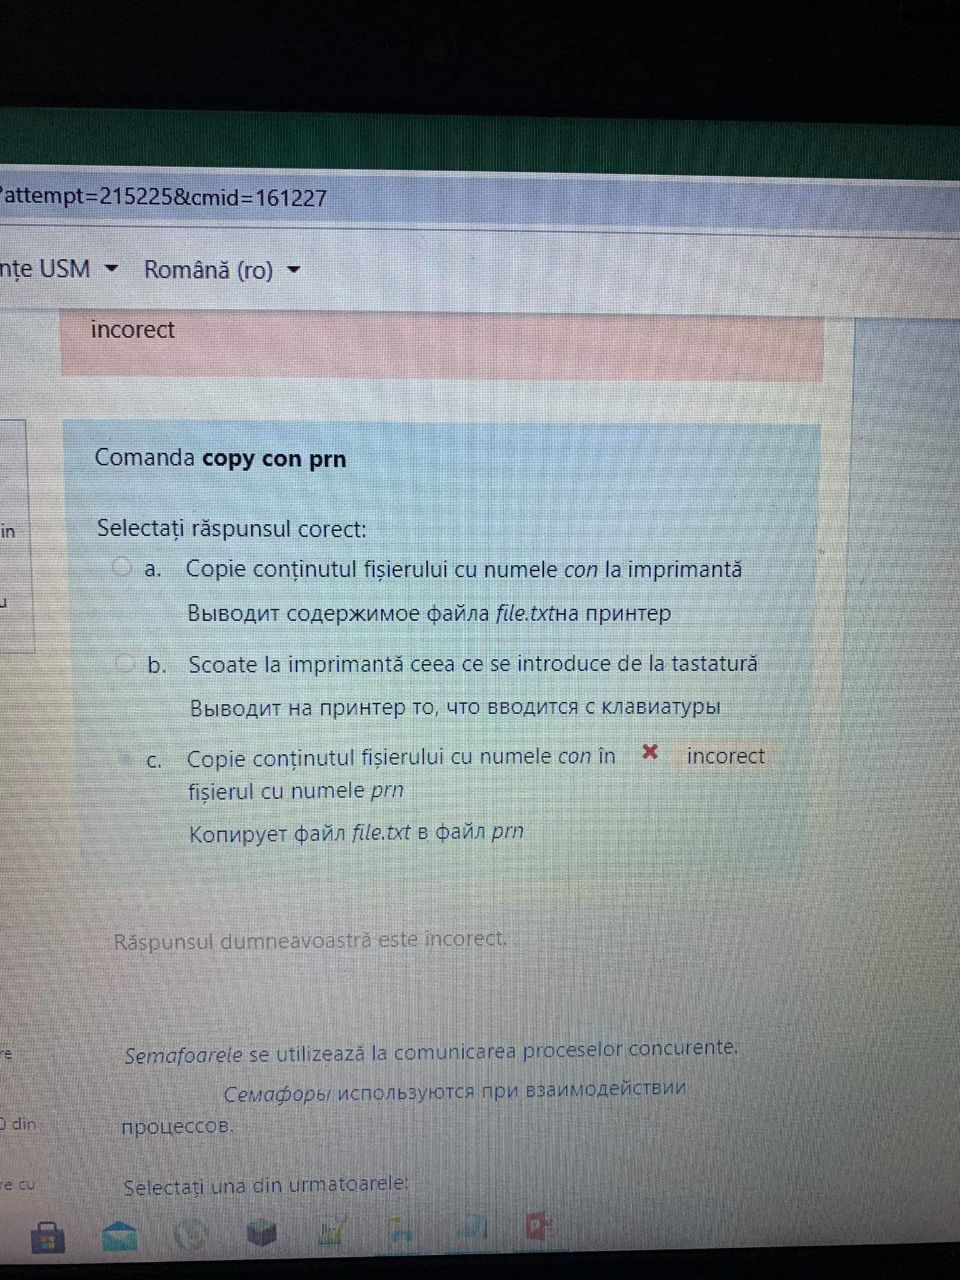 ?attempt=215225&cmid=161227
nțe USM Română (ro)
incorect
Comanda copy con prn
in
Selectați răspunsul corect:
a. Copie conținutul fișierului cu numele con la imprimantă
Выводит содержимое файла file.txtна принтер
b. Scoate la imprimantă ceea ce se introduce de la tastatură
Выводит на принтер то, что вводится с клавиатуры
c. Copie conținutul fișierului cu numele con în incorect
fișierul cu numele prn
Копирует файл file.txt в файл prn
Răspunsul dumneavoastră este incorect.
re
Semafoarele se utilizează la comunicarea proceselor concurente.
Семафоры используются при взаимодействии
0 din
процессов.
re cu
Selectați una din urmatoarele: